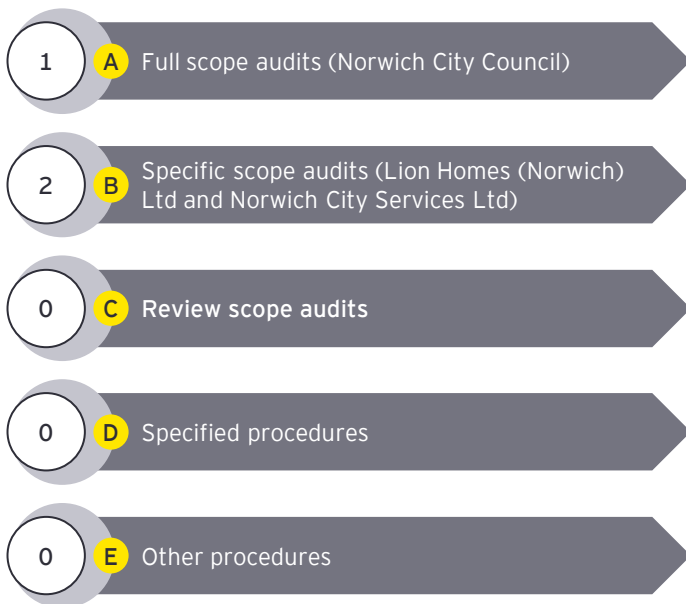 1 A Full scope audits (Norwich City Council)
2 B Specific scope audits (Lion Homes (Norwich)
Ltd and Norwich City Services Ltd)
0 C Review scope audits
0 D Specified procedures
0 E Other procedures